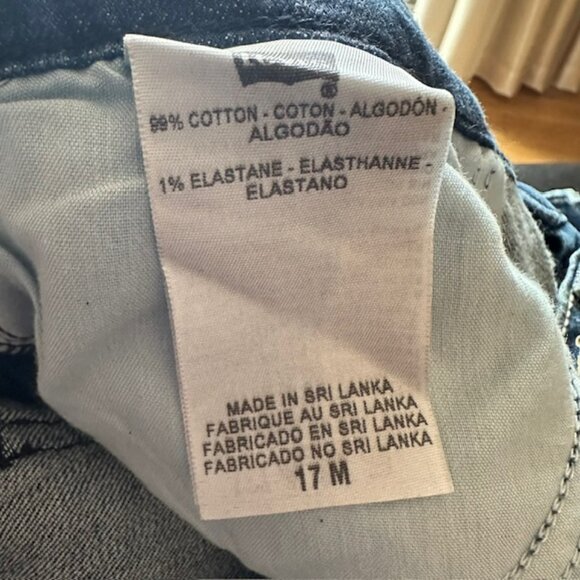 ®
99% COTTON - COTON - ALGODÓN -
ALGODÃO
1% ELASTANE - ELASTHANNE -
ELASTANO
MADE IN SRI LANKA
FABRIQUE AU SRI LANKA
FABRICADO EN SRI LANKA
FABRICADO NO SRI LANKA
17 M